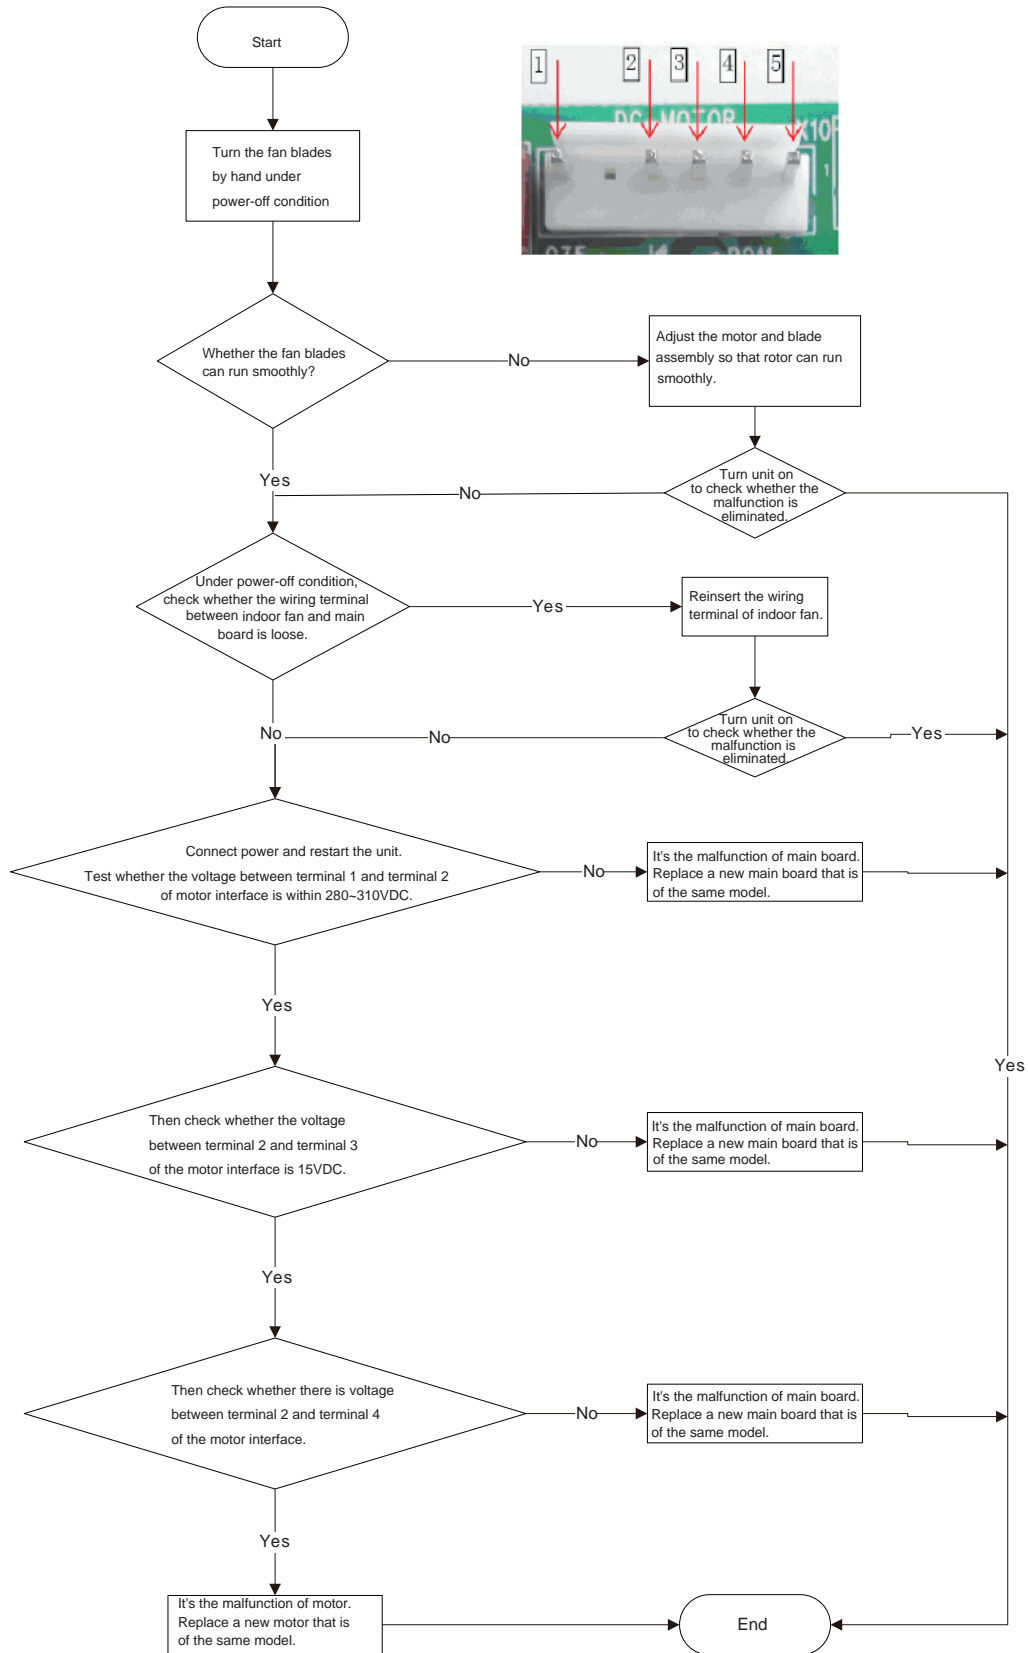 Start
1 2 3 4 5
DC MOTOR
Turn the fan blades
by hand under
power-off condition
1
Whether the fan blades
can run smoothly?
No
Adjust the motor and blade
assembly so that rotor can run
smoothly.
Yes
No
Turn unit on
to check whether the
malfunction is
eliminated.
Under power-off condition,
check whether the wiring terminal
between indoor fan and main
board is loose.
Yes
Reinsert the wiring
terminal of indoor fan.
No
No
Turn unit on
to check whether the
malfunction is
eliminated.
Yes
Connect power and restart the unit.
Test whether the voltage between terminal 1 and terminal 2
of motor interface is within 280~310VDC.
No
It's the malfunction of main board.
Replace a new main board that is
of the same model.
Yes
Yes
Then check whether the voltage
between terminal 2 and terminal 3
of the motor interface is 15VDC.
No
It's the malfunction of main board.
Replace a new main board that is
of the same model.
Yes
Then check whether there is voltage
between terminal 2 and terminal 4
of the motor interface.
No
It's the malfunction of main board.
Replace a new main board that is
of the same model.
Yes
It's the malfunction of motor.
Replace a new motor that is
of the same model.
End